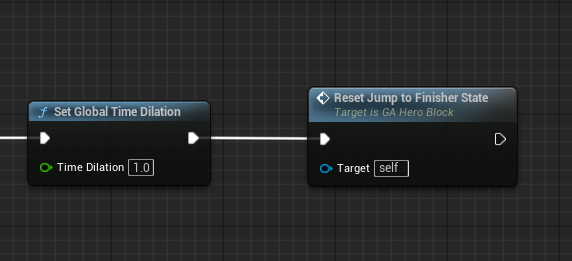 Set Global Time Dilation
Time Dilation 1.0
Reset Jump to Finisher State
Target is GA Hero Block
Target self